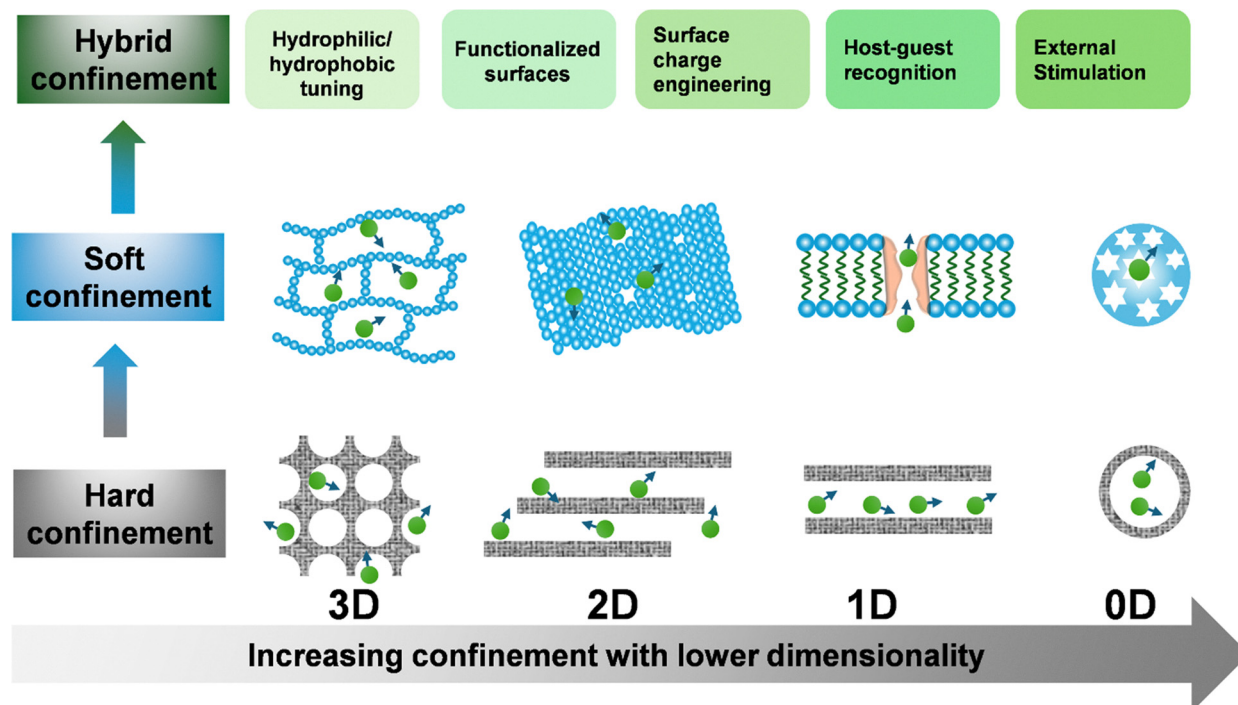 Hybrid
confinement
Hydrophilic/
hydrophobic
tuning
Functionalized
surfaces
Surface
charge
engineering
Host-guest
recognition
External
Stimulation
Soft
confinement
Hard
confinement
3D
2D
1D
0D
Increasing confinement with lower dimensionality